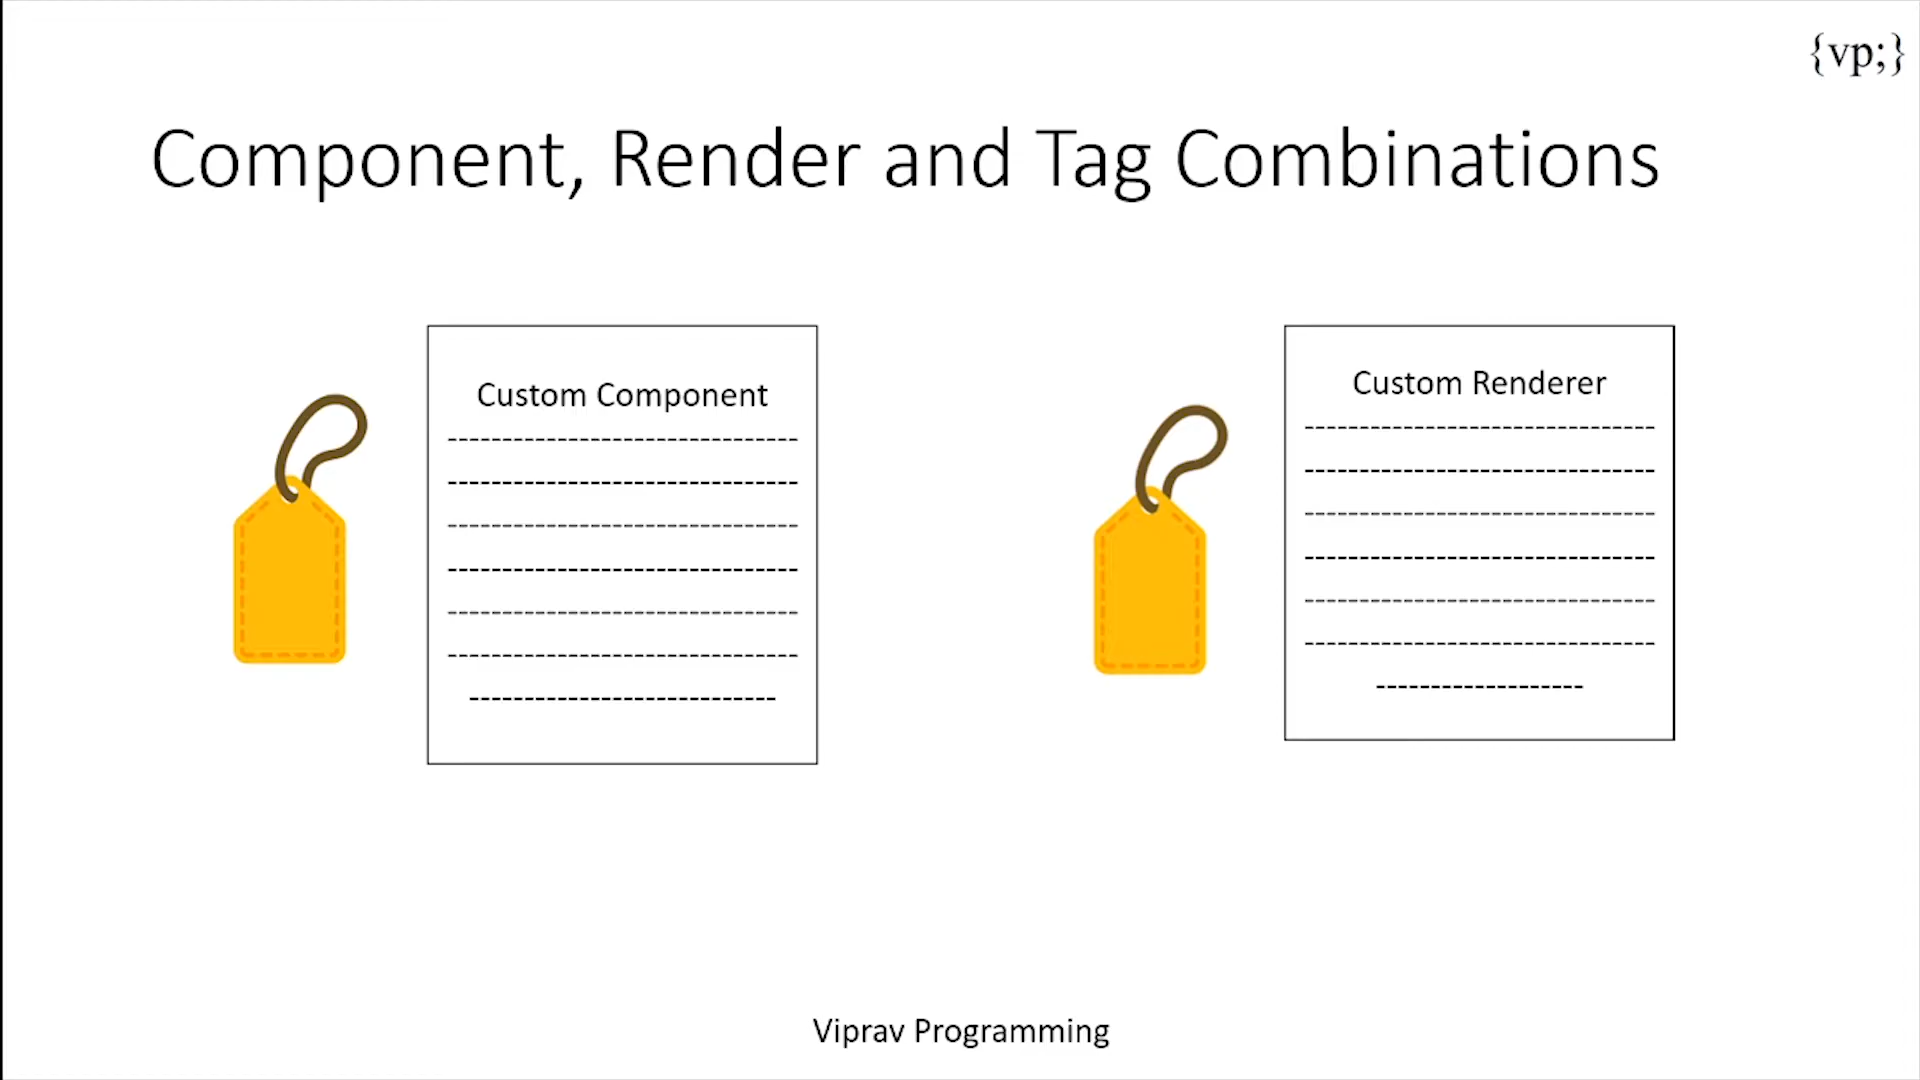 {vp;}
Component, Render and Tag Combinations
Custom Component
--------------------------------
--------------------------------
--------------------------------
--------------------------------
--------------------------------
--------------------------------
----------------------------
Custom Renderer
--------------------------------
--------------------------------
--------------------------------
--------------------------------
--------------------------------
--------------------------------
-------------------
Viprav Programming